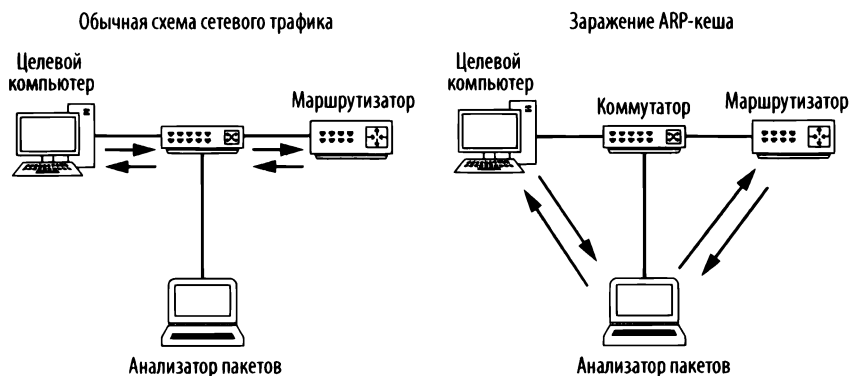 Обычная схема сетевого трафика
Заражение ARP-кеша
Целевой
компьютер
Маршрутизатор
Анализатор пакетов
Целевой
компьютер
Коммутатор
Маршрутизатор
Анализатор пакетов